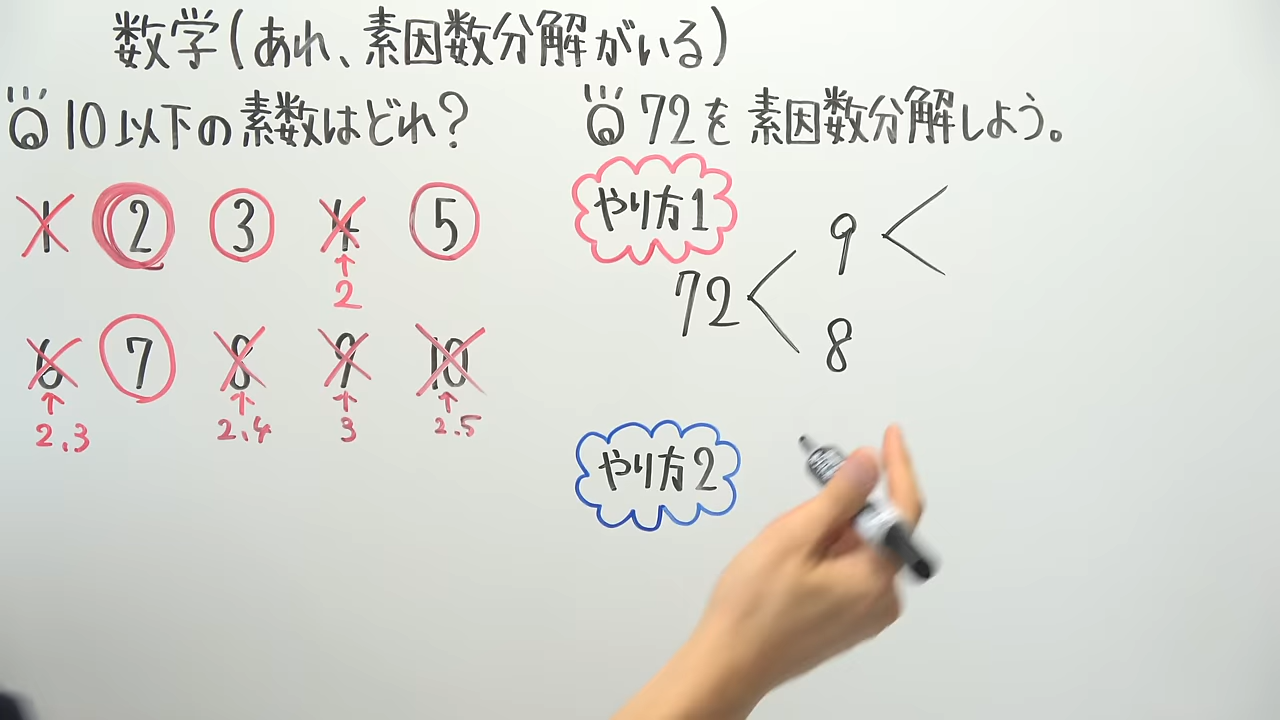 数学(あれ、素因数分解がいる)
10以下の素数はどれ?
1 2 3 4 5
↑
2
6 7 8 9 10
↑ ↑ ↑ ↑
2.3 2.4 3 2.5
72を素因数分解しよう。
やり方1
9
72
8
やり方2